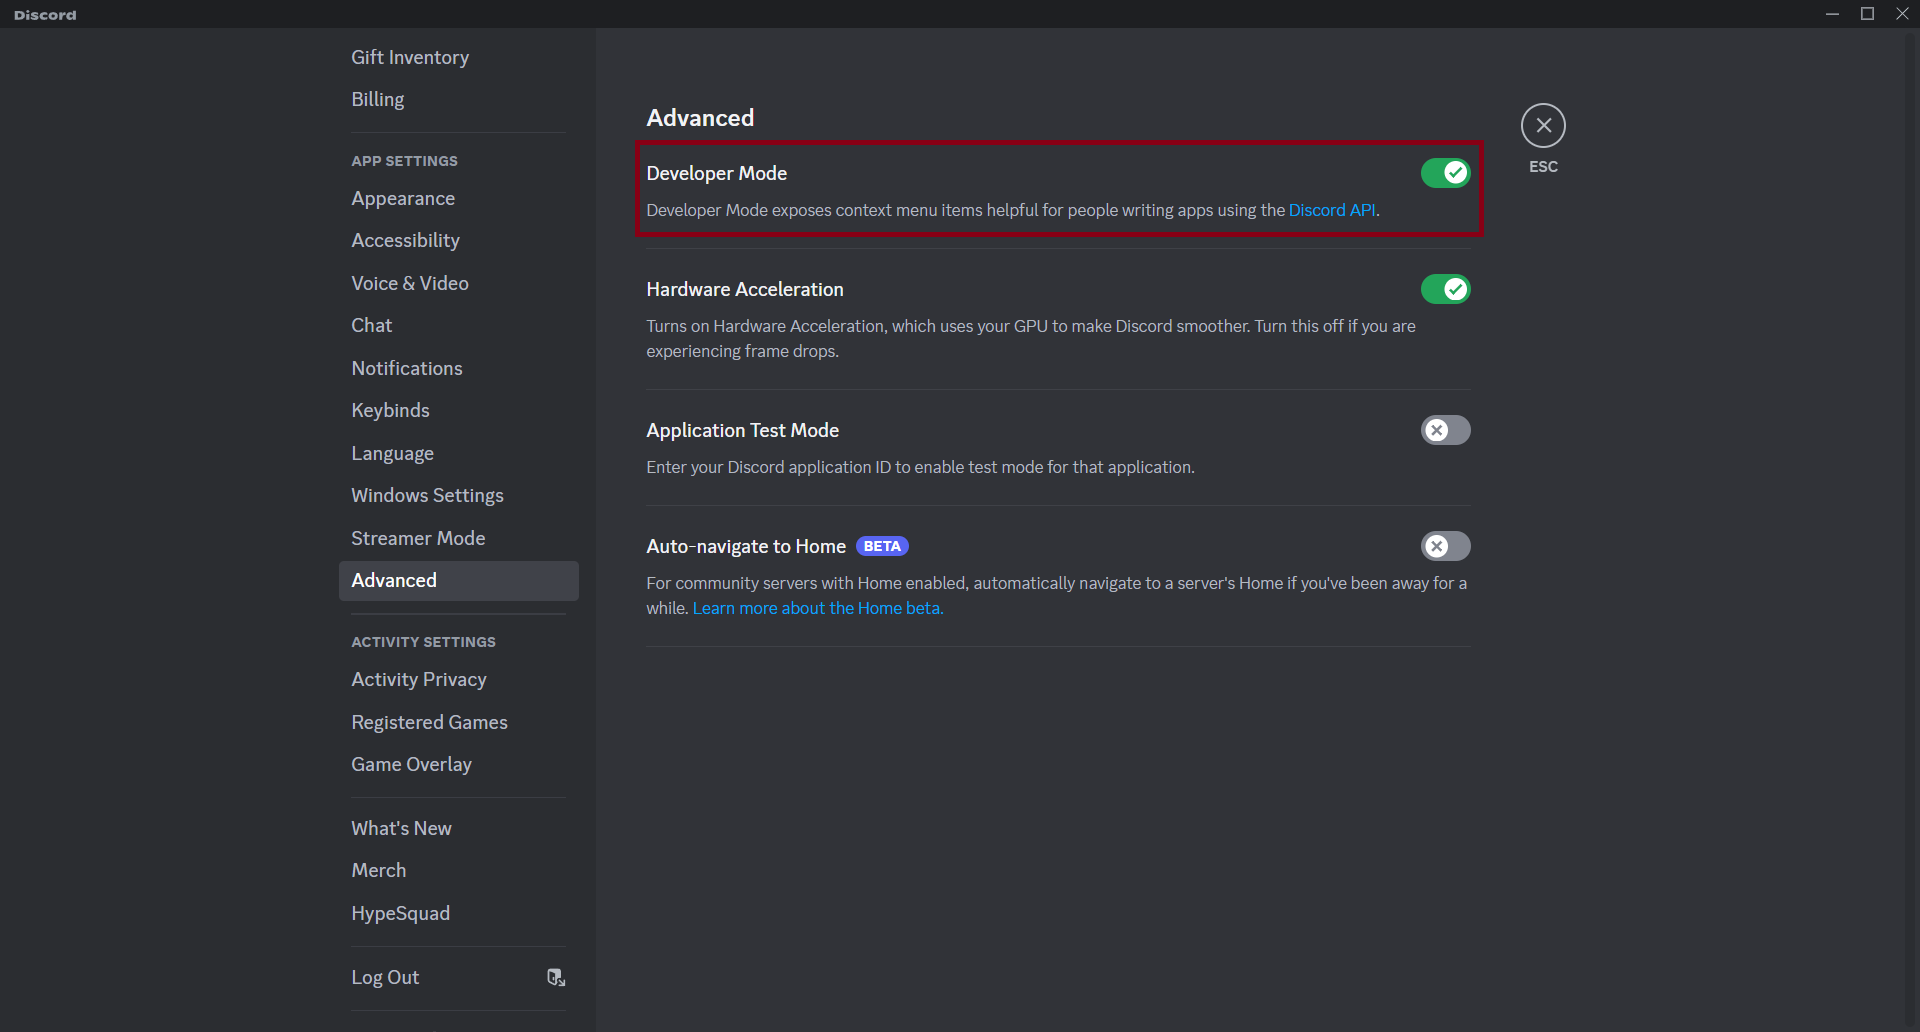 Discord
Gift Inventory
Billing
APP SETTINGS
Appearance
Accessibility
Voice & Video
Chat
Notifications
Keybinds
Language
Windows Settings
Streamer Mode
Advanced
ACTIVITY SETTINGS
Activity Privacy
Registered Games
Game Overlay
What's New
Merch
HypeSquad
Log Out
Advanced
Developer Mode
Developer Mode exposes context menu items helpful for people writing apps using the Discord API.
Hardware Acceleration
Turns on Hardware Acceleration, which uses your GPU to make Discord smoother. Turn this off if you are
experiencing frame drops.
Application Test Mode
Enter your Discord application ID to enable test mode for that application.
Auto-navigate to Home BETA
For community servers with Home enabled, automatically navigate to a server's Home if you've been away for a
while. Learn more about the Home beta.
ESC